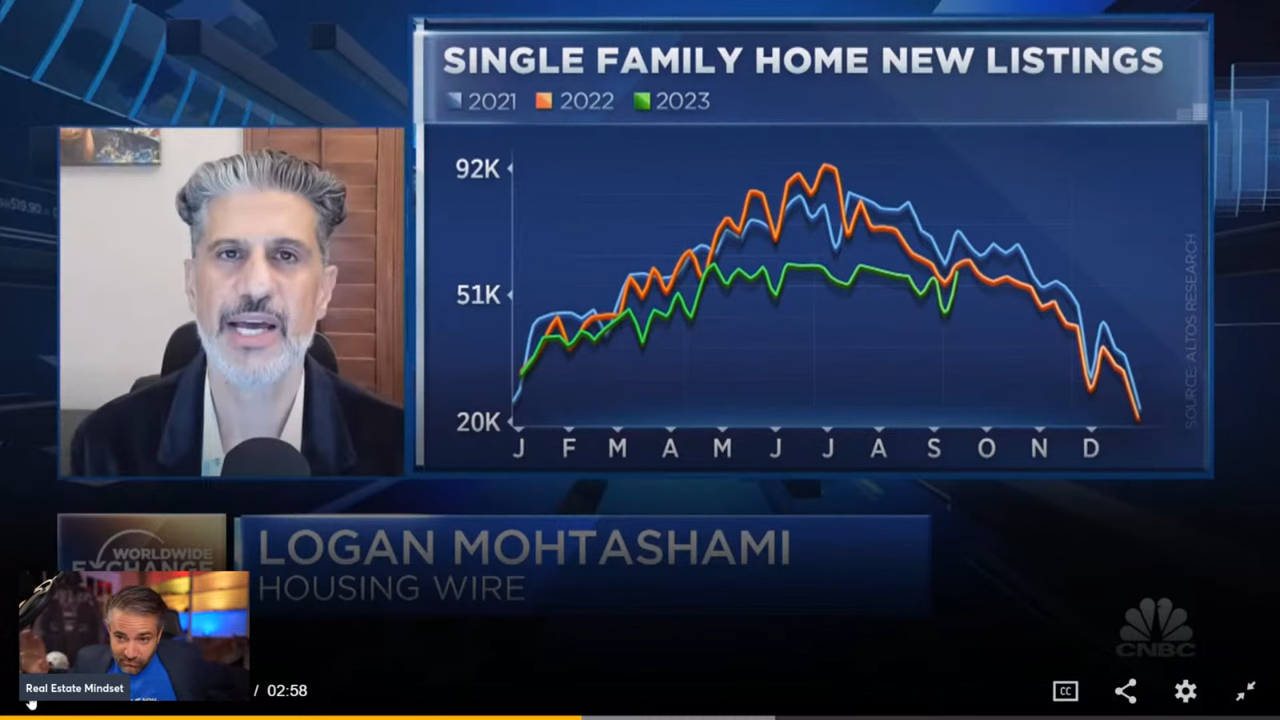 SINGLE FAMILY HOME NEW LISTINGS
2021 2022 2023
92K
51K
20K
J F M A M J J A S O N D
SOURCE: ALTOS RESEARCH
WORLDWIDE
EXCHANGE
LOGAN MOHTASHAMI
HOUSING WIRE
CNBC
Real Estate Mindset
/ 02:58
CC